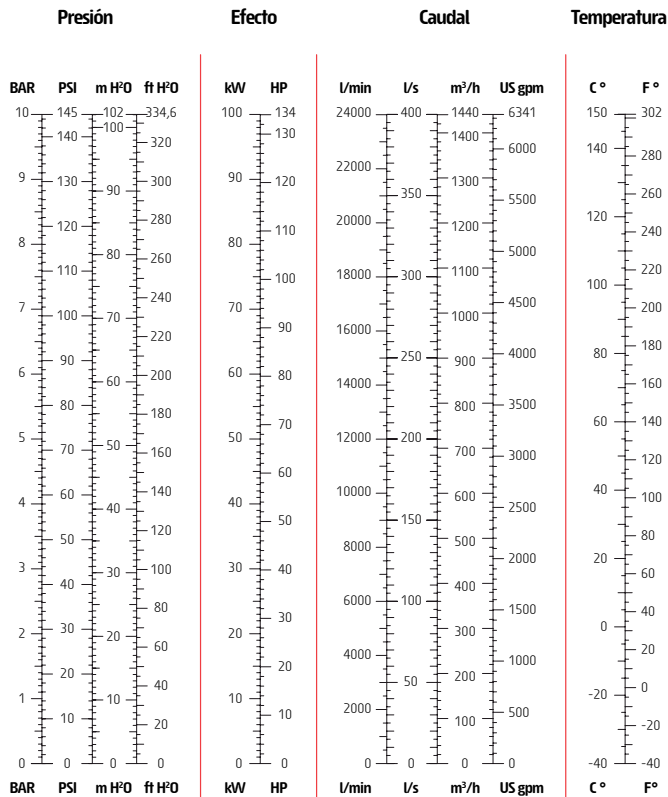 Presión Efecto Caudal Temperatura
BAR PSI m H²O ft H²O kW HP l/min l/s m³/h US gpm C º F º
10 9 8 7 6 5 4 3 2 1 0
145 140 130 120 110 100 90 80 70 60 50 40 30 20 10 0
102 100 90 80 70 60 50 40 30 20 10 0
334,6 320 300 280 260 240 220 200 180 160 140 120 100 80 60 40 20 0
100 90 80 70 60 50 40 30 20 10 0
134 130 120 110 100 90 80 70 60 50 40 30 20 10 0
24000 22000 20000 18000 16000 14000 12000 10000 8000 6000 4000 2000 0
400 350 300 250 200 150 100 50 0
1440 1400 1300 1200 1100 1000 900 800 700 600 500 400 300 200 100 0
6341 6000 5500 5000 4500 4000 3500 3000 2500 2000 1500 1000 500 0
150 140 120 100 80 60 40 20 0 -20 -40
302 280 260 240 220 200 180 160 140 120 100 80 60 40 20 0 -20 -40
BAR PSI m H²O ft H²O kW HP l/min l/s m³/h US gpm C º Fº